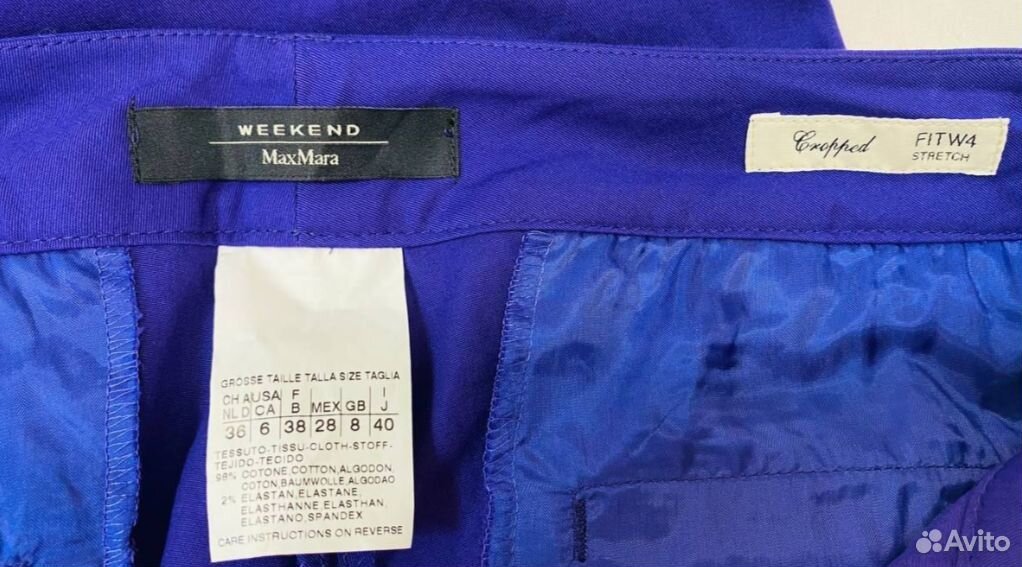 WEEKEND
MaxMara
Cropped FITW4
STRETCH
GRÖSSE TAILLE TALLA SIZE TAGLIA
CH A USA F I
NL D CA B MEX GB J
36 6 38 28 8 40
TESSUTO-TISSU-CLOTH-STOFF-
TEJIDO-TECIDO
98% COTONE,COTTON,ALGODON
COTON,BAUMWOLLE,ALGODAO
2% ELASTAN,ELASTANE,
ELASTHANNE,ELASTHAN,
ELASTANO,SPANDEX
CARE INSTRUCTIONS ON REVERSE
Avito